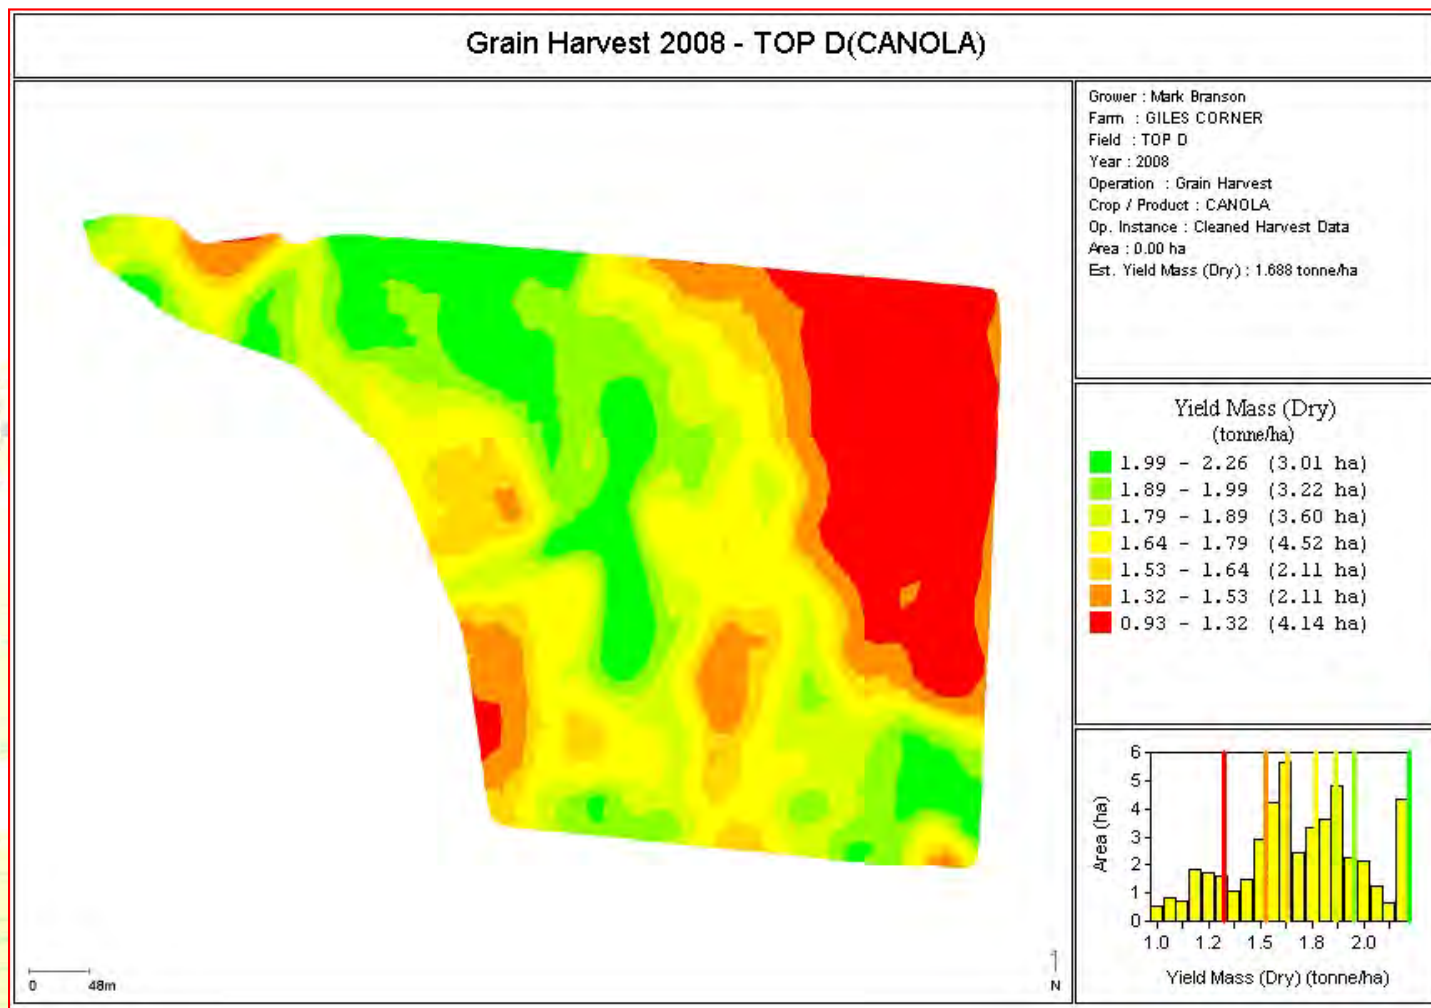 Grain Harvest 2008 - TOP D(CANOLA)
Grower : Mark Branson
Farm : GILES CORNER
Field : TOP D
Year : 2008
Operation : Grain Harvest
Crop / Product : CANOLA
Op. Instance : Cleaned Harvest Data
Area : 0.00 ha
Est. Yield Mass (Dry) : 1.688 tonne/ha
Yield Mass (Dry)
(tonne/ha)
1.99 - 2.26 (3.01 ha)
1.89 - 1.99 (3.22 ha)
1.79 - 1.89 (3.60 ha)
1.64 - 1.79 (4.52 ha)
1.53 - 1.64 (2.11 ha)
1.32 - 1.53 (2.11 ha)
0.93 - 1.32 (4.14 ha)
6
5
4
3
2
1
0
Area (ha)
1.0 1.2 1.5 1.8 2.0
Yield Mass (Dry) (tonne/ha)
0 48m
N